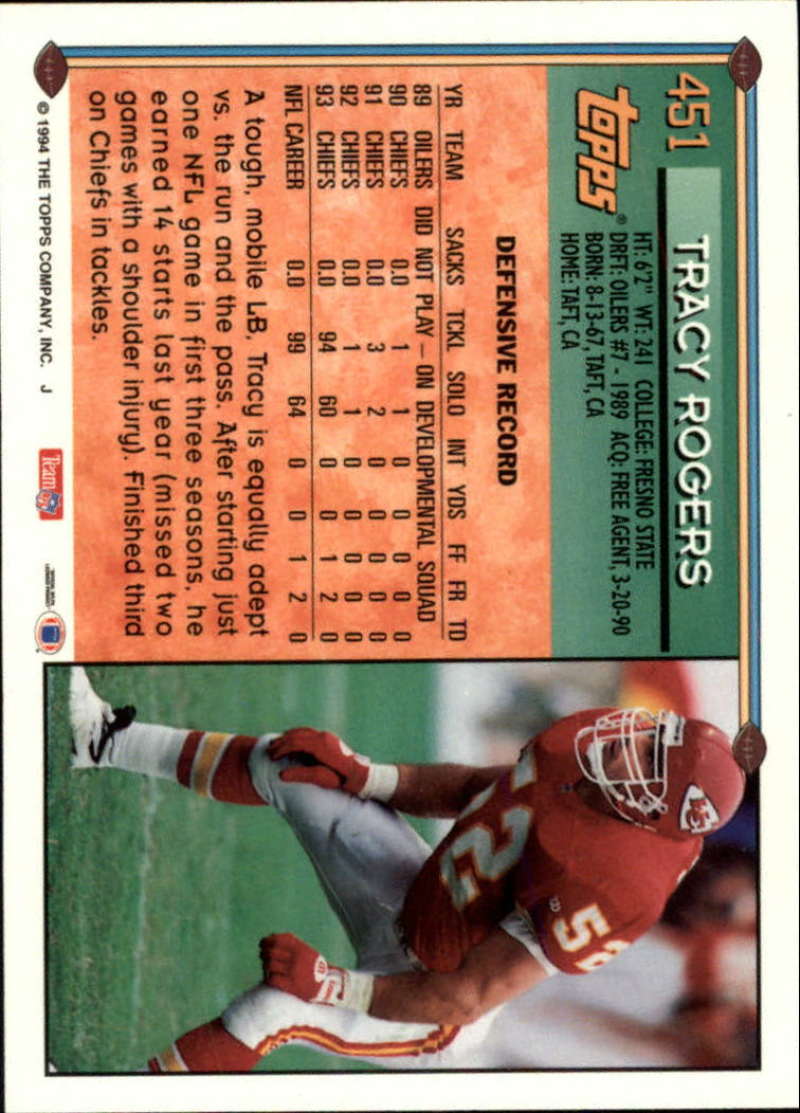 451
TRACY ROGERS
TOPPS®
HT: 6'2" WT: 241 COLLEGE: FRESNO STATE
DRFT: OILERS #7 - 1989 ACQ: FREE AGENT, 3-20-90
BORN: 8-13-67, TAFT, CA
HOME: TAFT, CA
DEFENSIVE RECORD
YR TEAM SACKS TCKL SOLO INT YDS FF FR TD
89 OILERS DID NOT PLAY – ON DEVELOPMENTAL SQUAD
90 CHIEFS 0.0 1 1 0 0 0 0 0
91 CHIEFS 0.0 3 2 0 0 0 0 0
92 CHIEFS 0.0 1 1 0 0 0 0 0
93 CHIEFS 0.0 94 60 0 0 1 2 0
NFL CAREER 0.0 99 64 0 0 1 2 0
A tough, mobile LB, Tracy is equally adept
vs. the run and the pass. After starting just
one NFL game in first three seasons, he
earned 14 starts last year (missed two
games with a shoulder injury). Finished third
on Chiefs in tackles.
© 1994 THE TOPPS COMPANY, INC. J
Team
52
52
KC